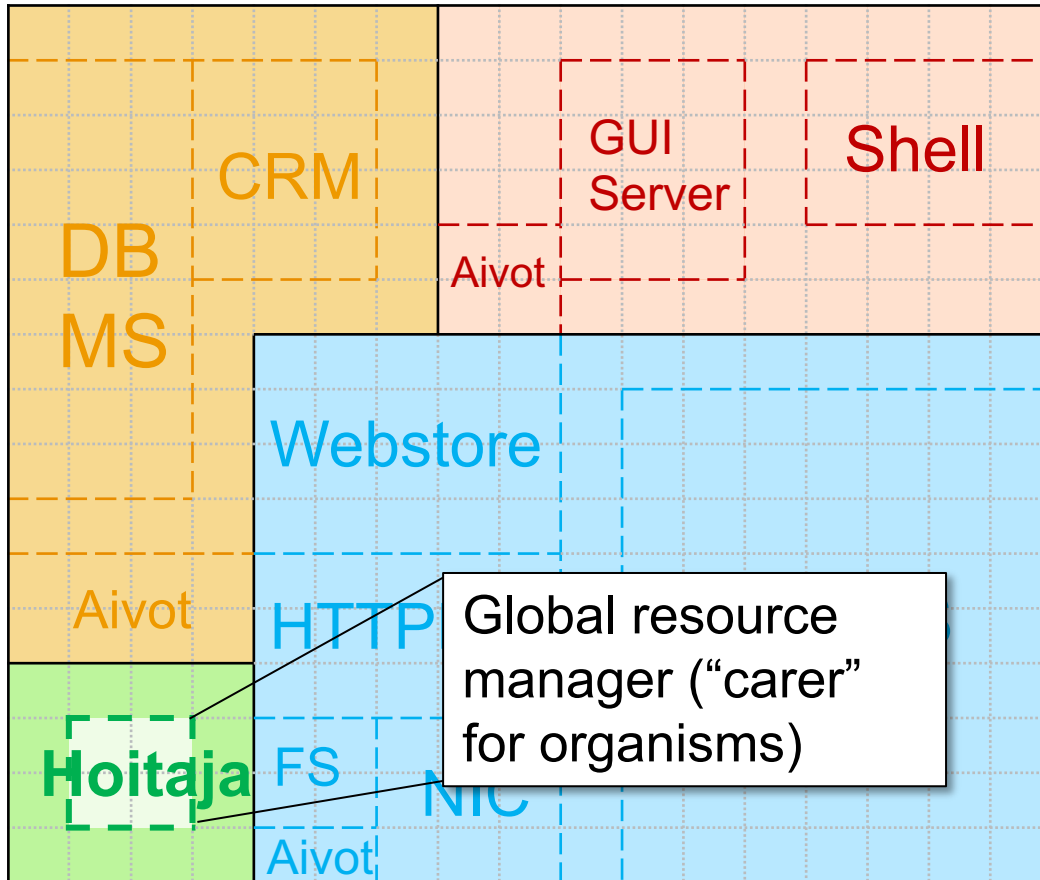 CRM
GUI
Server
Shell
DB
MS
Aivot
Webstore
Aivot
HTTP
Global resource
manager (“carer”
for organisms)
Hoitaja
FS
NIC
Aivot